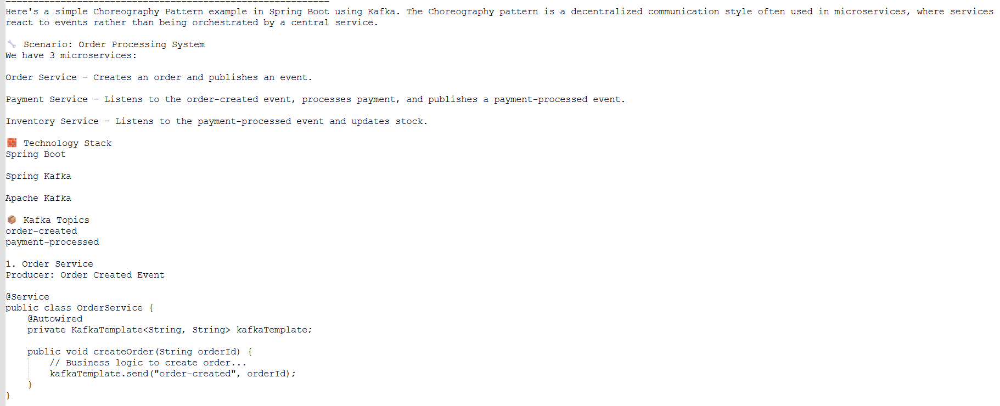 Here's a simple Choreography Pattern example in Spring Boot using Kafka. The Choreography pattern is a decentralized communication style often used in microservices, where services
react to events rather than being orchestrated by a central service.
🔧 Scenario: Order Processing System
We have 3 microservices:
Order Service – Creates an order and publishes an event.
Payment Service – Listens to the order-created event, processes payment, and publishes a payment-processed event.
Inventory Service – Listens to the payment-processed event and updates stock.
🧱 Technology Stack
Spring Boot
Spring Kafka
Apache Kafka
📦 Kafka Topics
order-created
payment-processed
1. Order Service
Producer: Order Created Event
@Service
public class OrderService {
    @Autowired
    private KafkaTemplate<String, String> kafkaTemplate;
    public void createOrder(String orderId) {
        // Business logic to create order...
        kafkaTemplate.send("order-created", orderId);
    }
}